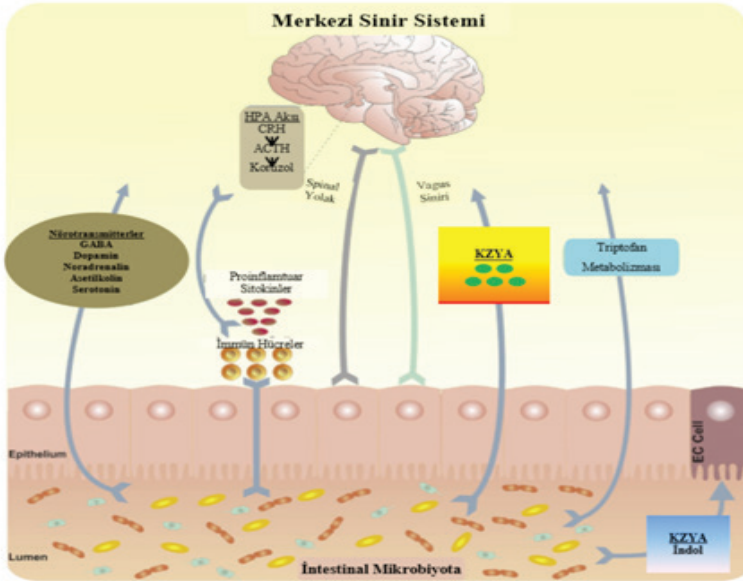 Merkezi Sinir Sistemi
HPA Aksı
CRH
ACTH
Kortizol
Spinal
Yolak
Vagus
Siniri
Nörotransmitterler
GABA
Dopamin
Noradrenalin
Asetilkolin
Serotonin
Proinflamtuar
Sitokinler
İmmün Hücreler
KZYA
Triptofan
Metabolizması
Epithelium
EC Cell
Lumen
İntestinal Mikrobiyota
KZYA
İndol